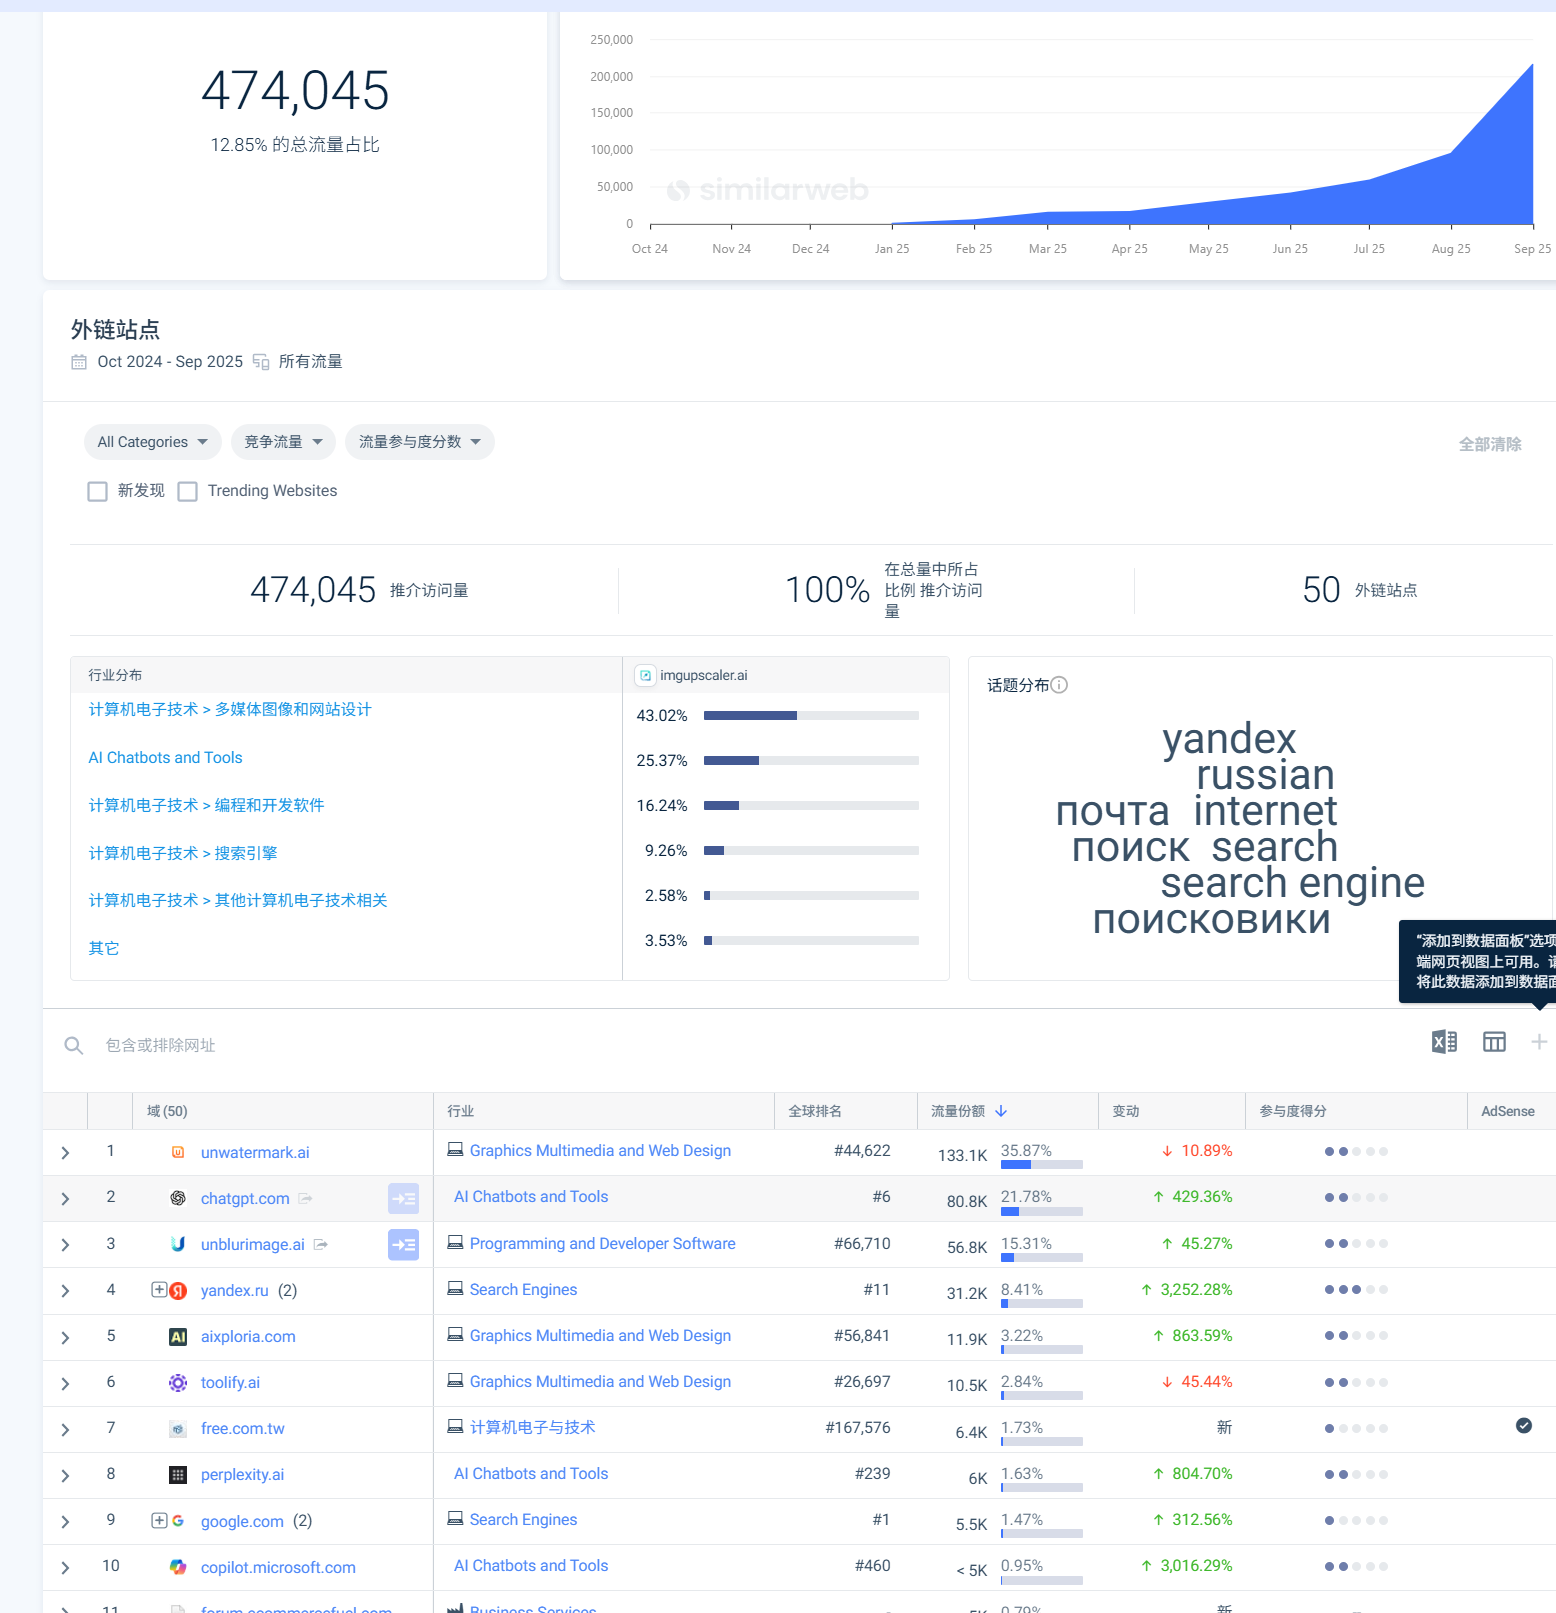 474,045
12.85% 的总流量占比
250,000
200,000
150,000
100,000
50,000
0
similarweb
Oct 24 Nov 24 Dec 24 Jan 25 Feb 25 Mar 25 Apr 25 May 25 Jun 25 Jul 25 Aug 25 Sep 25
外链站点
Oct 2024 - Sep 2025 所有流量
All Categories 竞争流量 流量参与度分数 全部清除
新发现 Trending Websites
474,045 推介访问量
100% 在总量中所占
比例 推介访问
量
50 外链站点
行业分布 imgupscaler.ai
计算机电子技术 > 多媒体图像和网站设计 43.02%
AI Chatbots and Tools 25.37%
计算机电子技术 > 编程和开发软件 16.24%
计算机电子技术 > 搜索引擎 9.26%
计算机电子技术 > 其他计算机电子技术相关 2.58%
其它 3.53%
话题分布
yandex
russian
почта internet
поиск search
search engine
поисковики
“添加到数据面板”选项
端网页视图上可用。请
将此数据添加到数据面
包含或排除网址
域 (50) 行业 全球排名 流量份额 变动 参与度得分 AdSense
1 unwatermark.ai Graphics Multimedia and Web Design #44,622 133.1K 35.87% 10.89%
2 chatgpt.com AI Chatbots and Tools #6 80.8K 21.78% 429.36%
3 unblurimage.ai Programming and Developer Software #66,710 56.8K 15.31% 45.27%
4 yandex.ru (2) Search Engines #11 31.2K 8.41% 3,252.28%
5 aixploria.com Graphics Multimedia and Web Design #56,841 11.9K 3.22% 863.59%
6 toolify.ai Graphics Multimedia and Web Design #26,697 10.5K 2.84% 45.44%
7 free.com.tw 计算机电子与技术 #167,576 6.4K 1.73% 新
8 perplexity.ai AI Chatbots and Tools #239 6K 1.63% 804.70%
9 google.com (2) Search Engines #1 5.5K 1.47% 312.56%
10 copilot.microsoft.com AI Chatbots and Tools #460 < 5K 0.95% 3,016.29%
11 forum.ecommercefuel.com Business Services 5K 0.79% 新